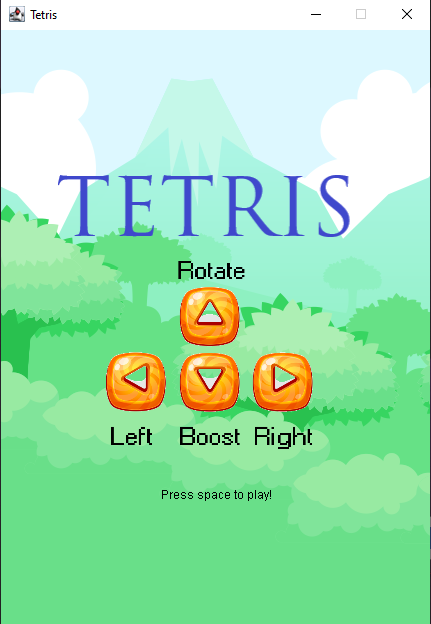 Tetris
TETRIS
Rotate
Left Boost Right
Press space to play!